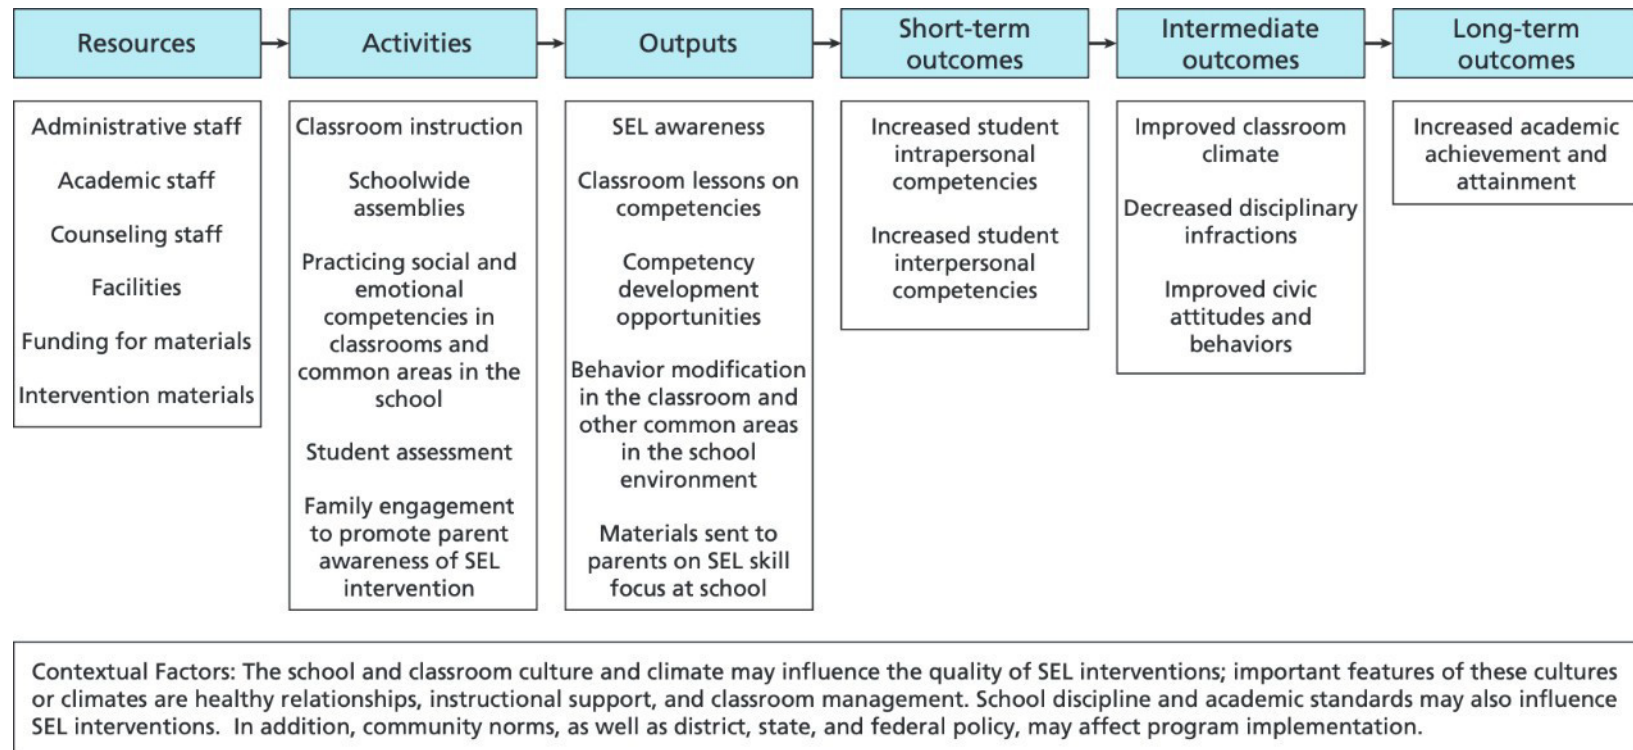 Resources
Activities
Outputs
Short-term
outcomes
Intermediate
outcomes
Long-term
outcomes
Administrative staff
Academic staff
Counseling staff
Facilities
Funding for materials
Intervention materials
Classroom instruction
Schoolwide
assemblies
Practicing social and
emotional
competencies in
classrooms and
common areas in the
school
Student assessment
Family engagement
to promote parent
awareness of SEL
intervention
SEL awareness
Classroom lessons on
competencies
Competency
development
opportunities
Behavior modification
in the classroom and
other common areas
in the school
environment
Materials sent to
parents on SEL skill
focus at school
Increased student
intrapersonal
competencies
Increased student
interpersonal
competencies
Improved classroom
climate
Decreased disciplinary
infractions
Improved civic
attitudes and
behaviors
Increased academic
achievement and
attainment
Contextual Factors: The school and classroom culture and climate may influence the quality of SEL interventions; important features of these cultures
or climates are healthy relationships, instructional support, and classroom management. School discipline and academic standards may also influence
SEL interventions.  In addition, community norms, as well as district, state, and federal policy, may affect program implementation.